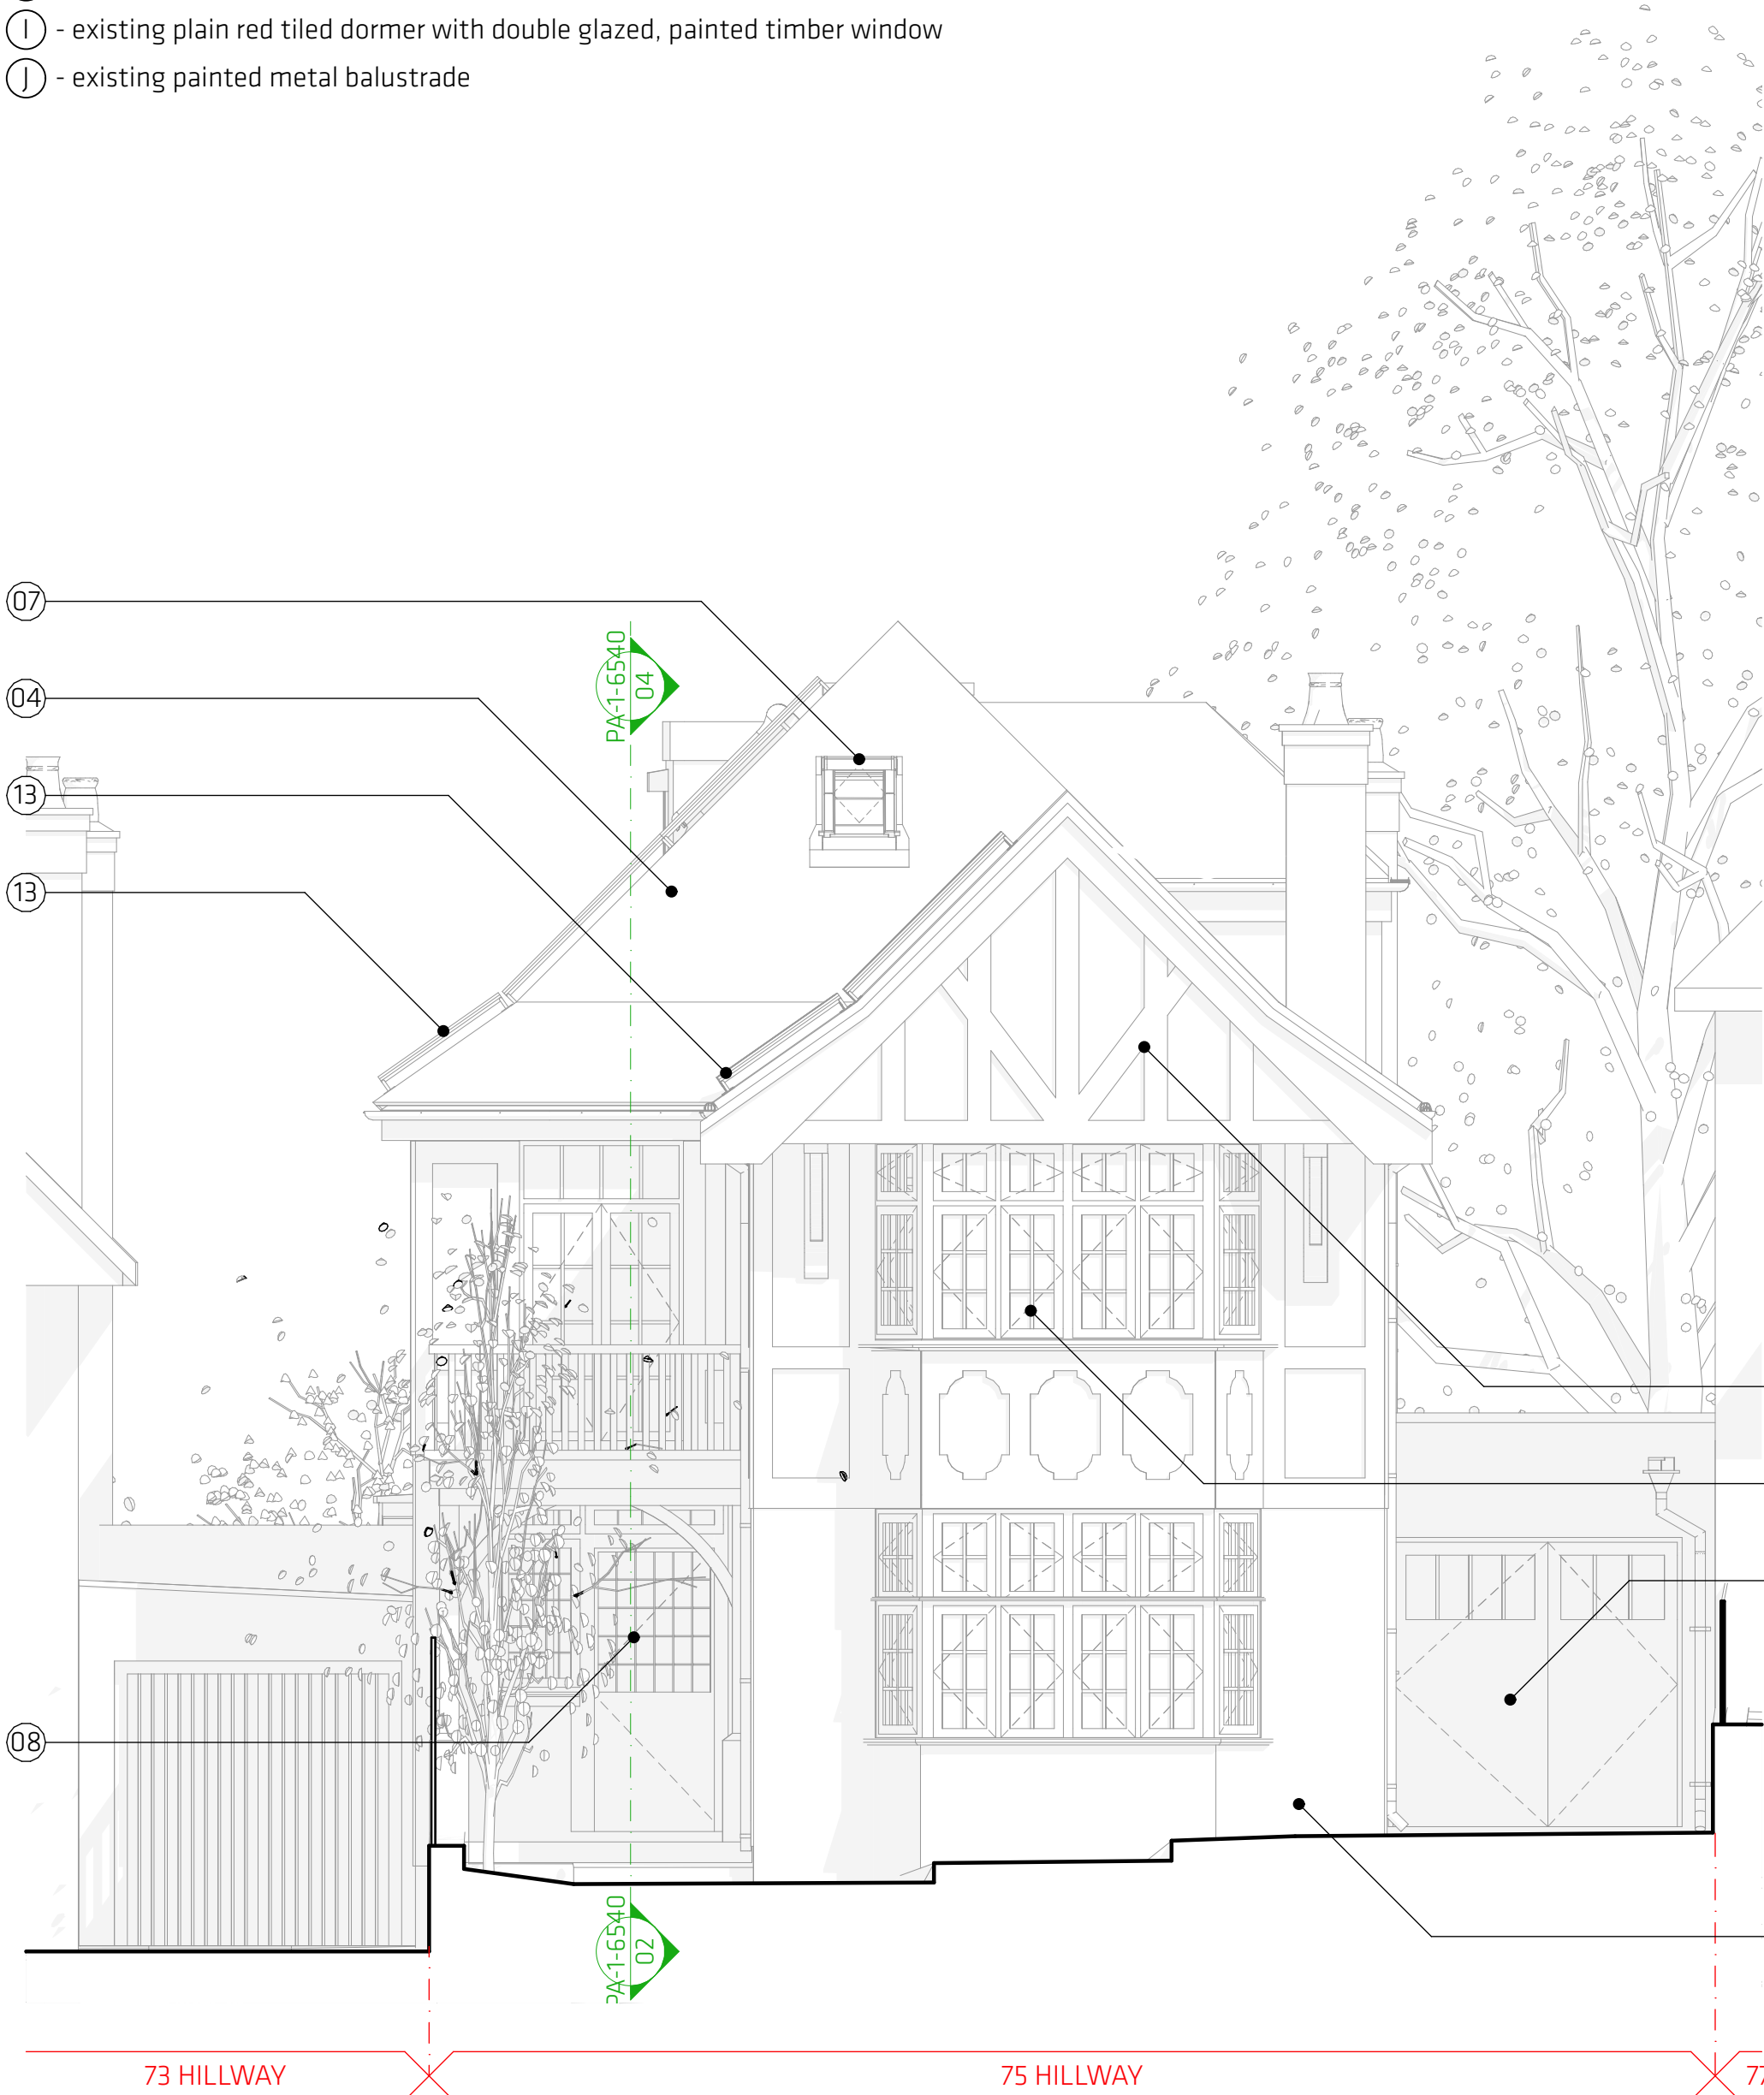 I - existing plain red tiled dormer with double glazed, painted timber window
J - existing painted metal balustrade
07
PA-1-6540
04
04
13
13
08
PA-1-6540
02
73 HILLWAY
75 HILLWAY
77